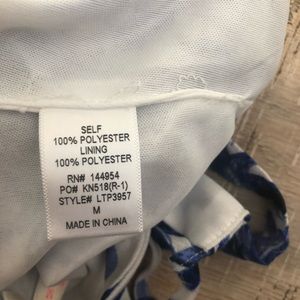 SELF
100% POLYESTER
LINING
100% POLYESTER
RN# 144954
PO# KN518(R-1)
STYLE# LTP3957
M
MADE IN CHINA